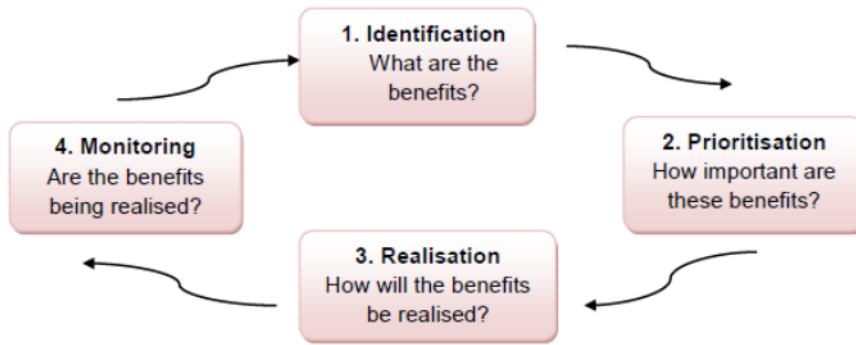 1. Identification
What are the
benefits?
2. Prioritisation
How important are
these benefits?
3. Realisation
How will the benefits
be realised?
4. Monitoring
Are the benefits
being realised?